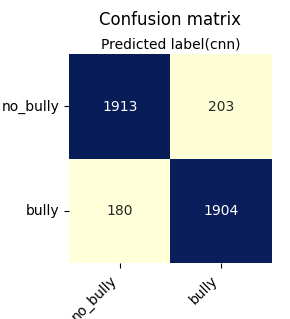 Confusion matrix
Predicted label(cnn)
no_bully 1913 203
bully 180 1904
no_bully bully